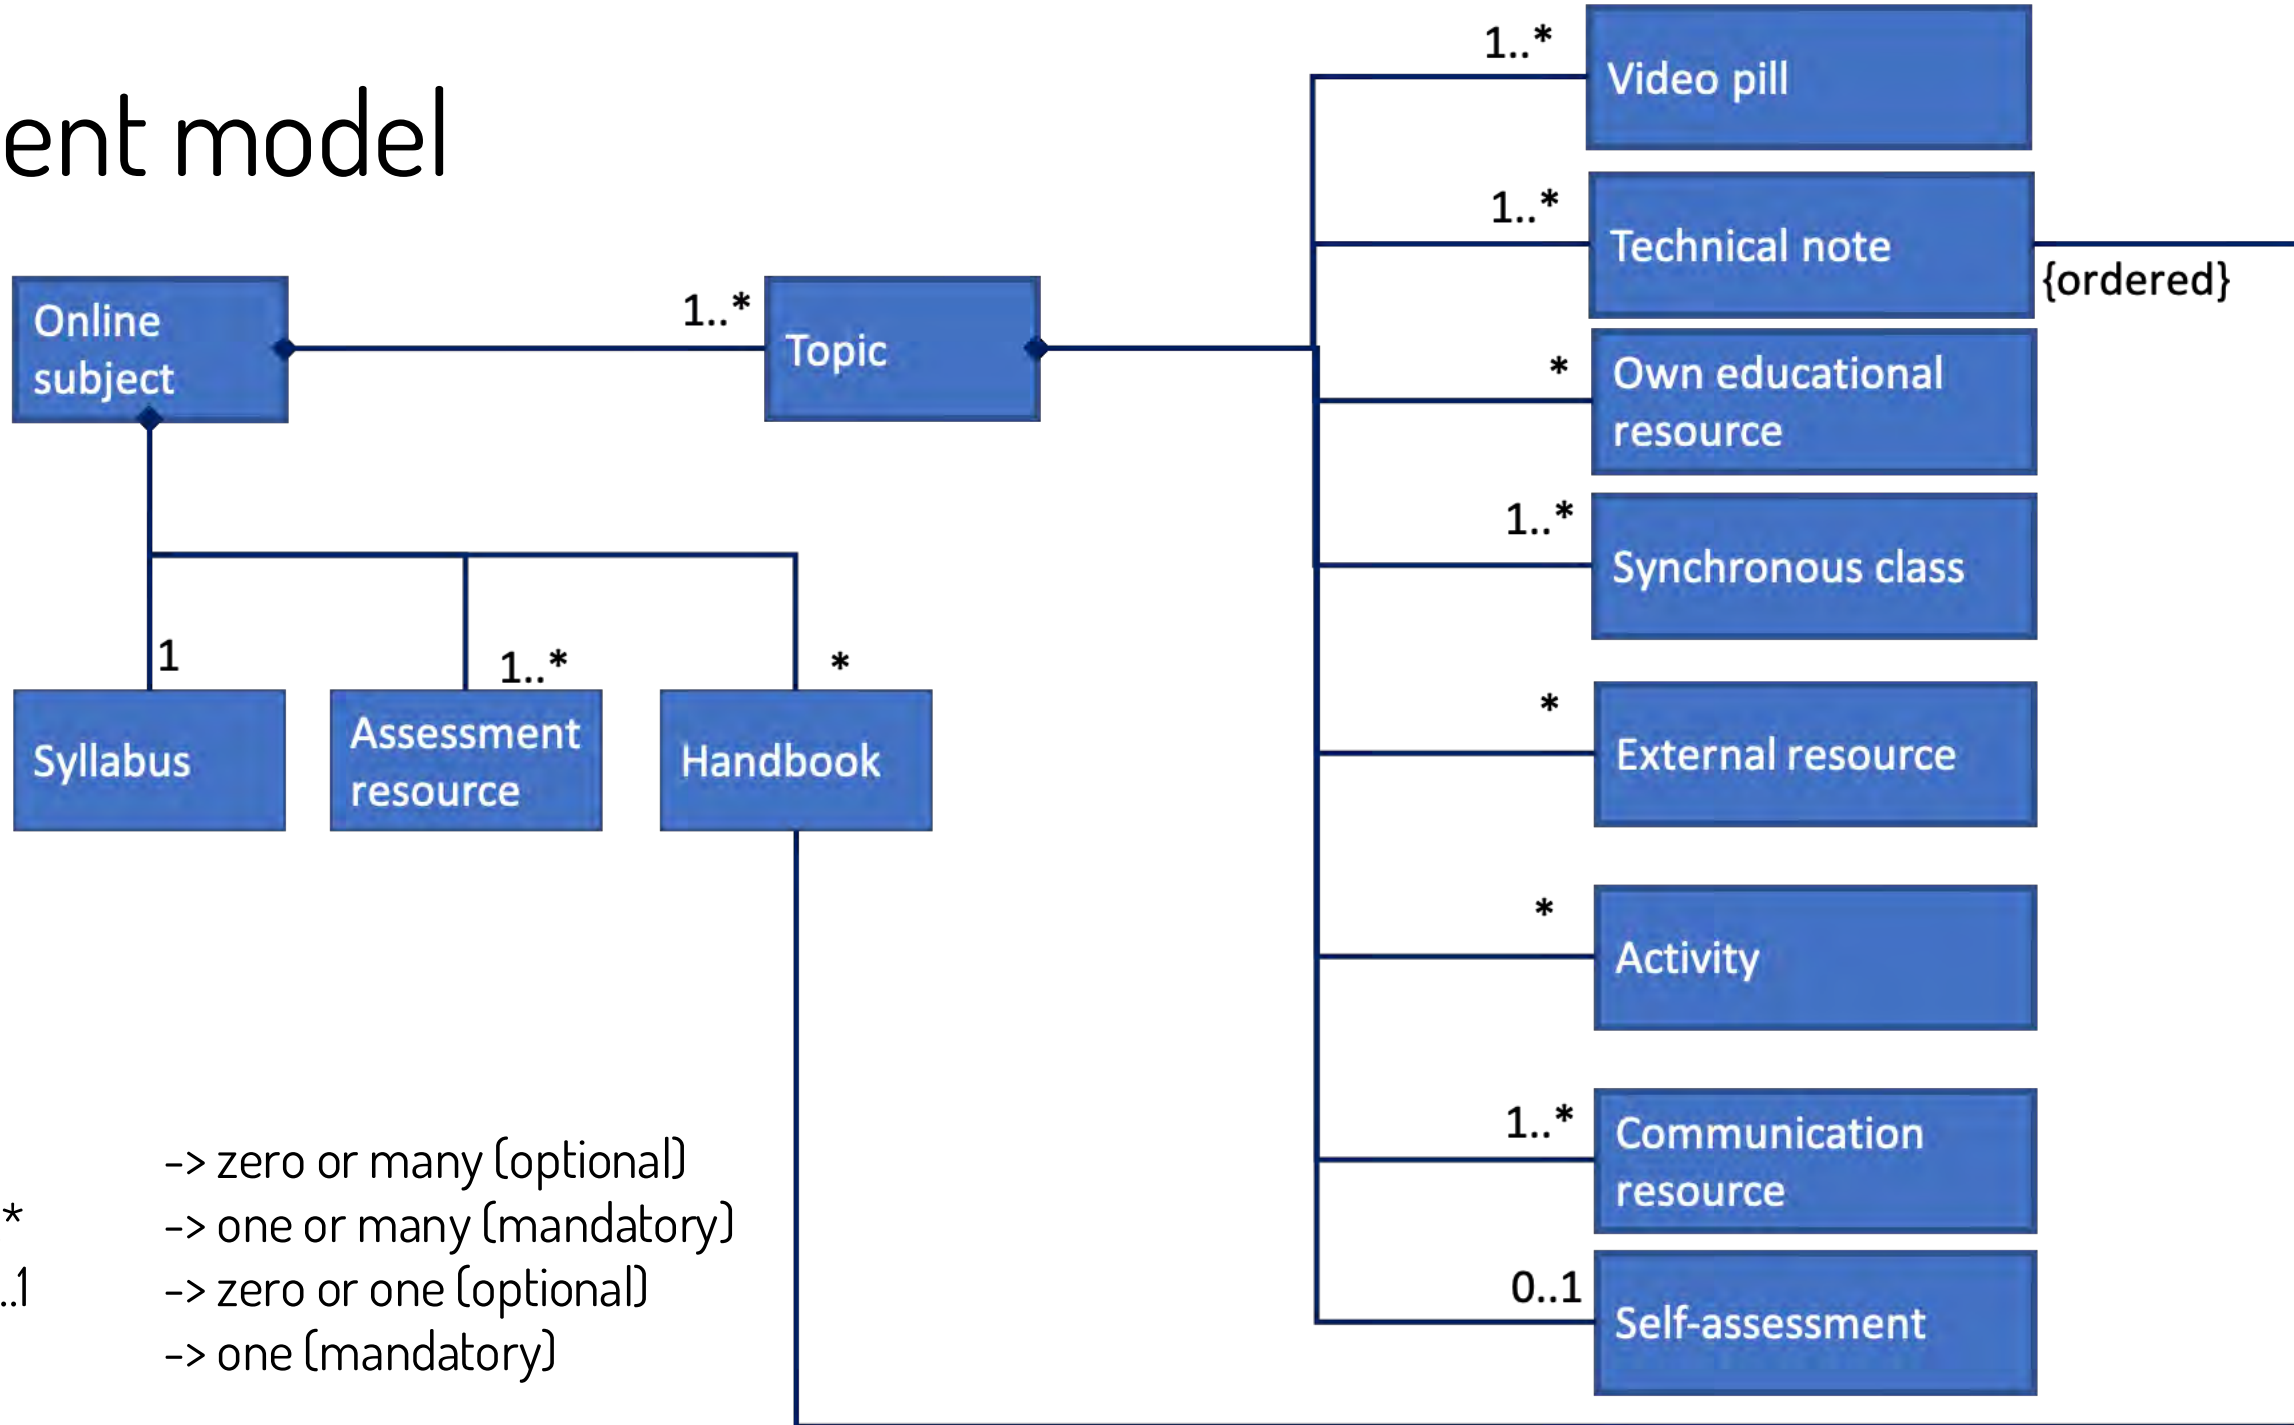 ent model
Online
subject
1..*
Topic
1
Syllabus
1..*
Assessment
resource
*
Handbook
1..*
Video pill
1..*
Technical note
{ordered}
*
Own educational
resource
1..*
Synchronous class
*
External resource
*
Activity
1..*
Communication
resource
0..1
Self-assessment
-> zero or many (optional)
* -> one or many (mandatory)
..1 -> zero or one (optional)
-> one (mandatory)